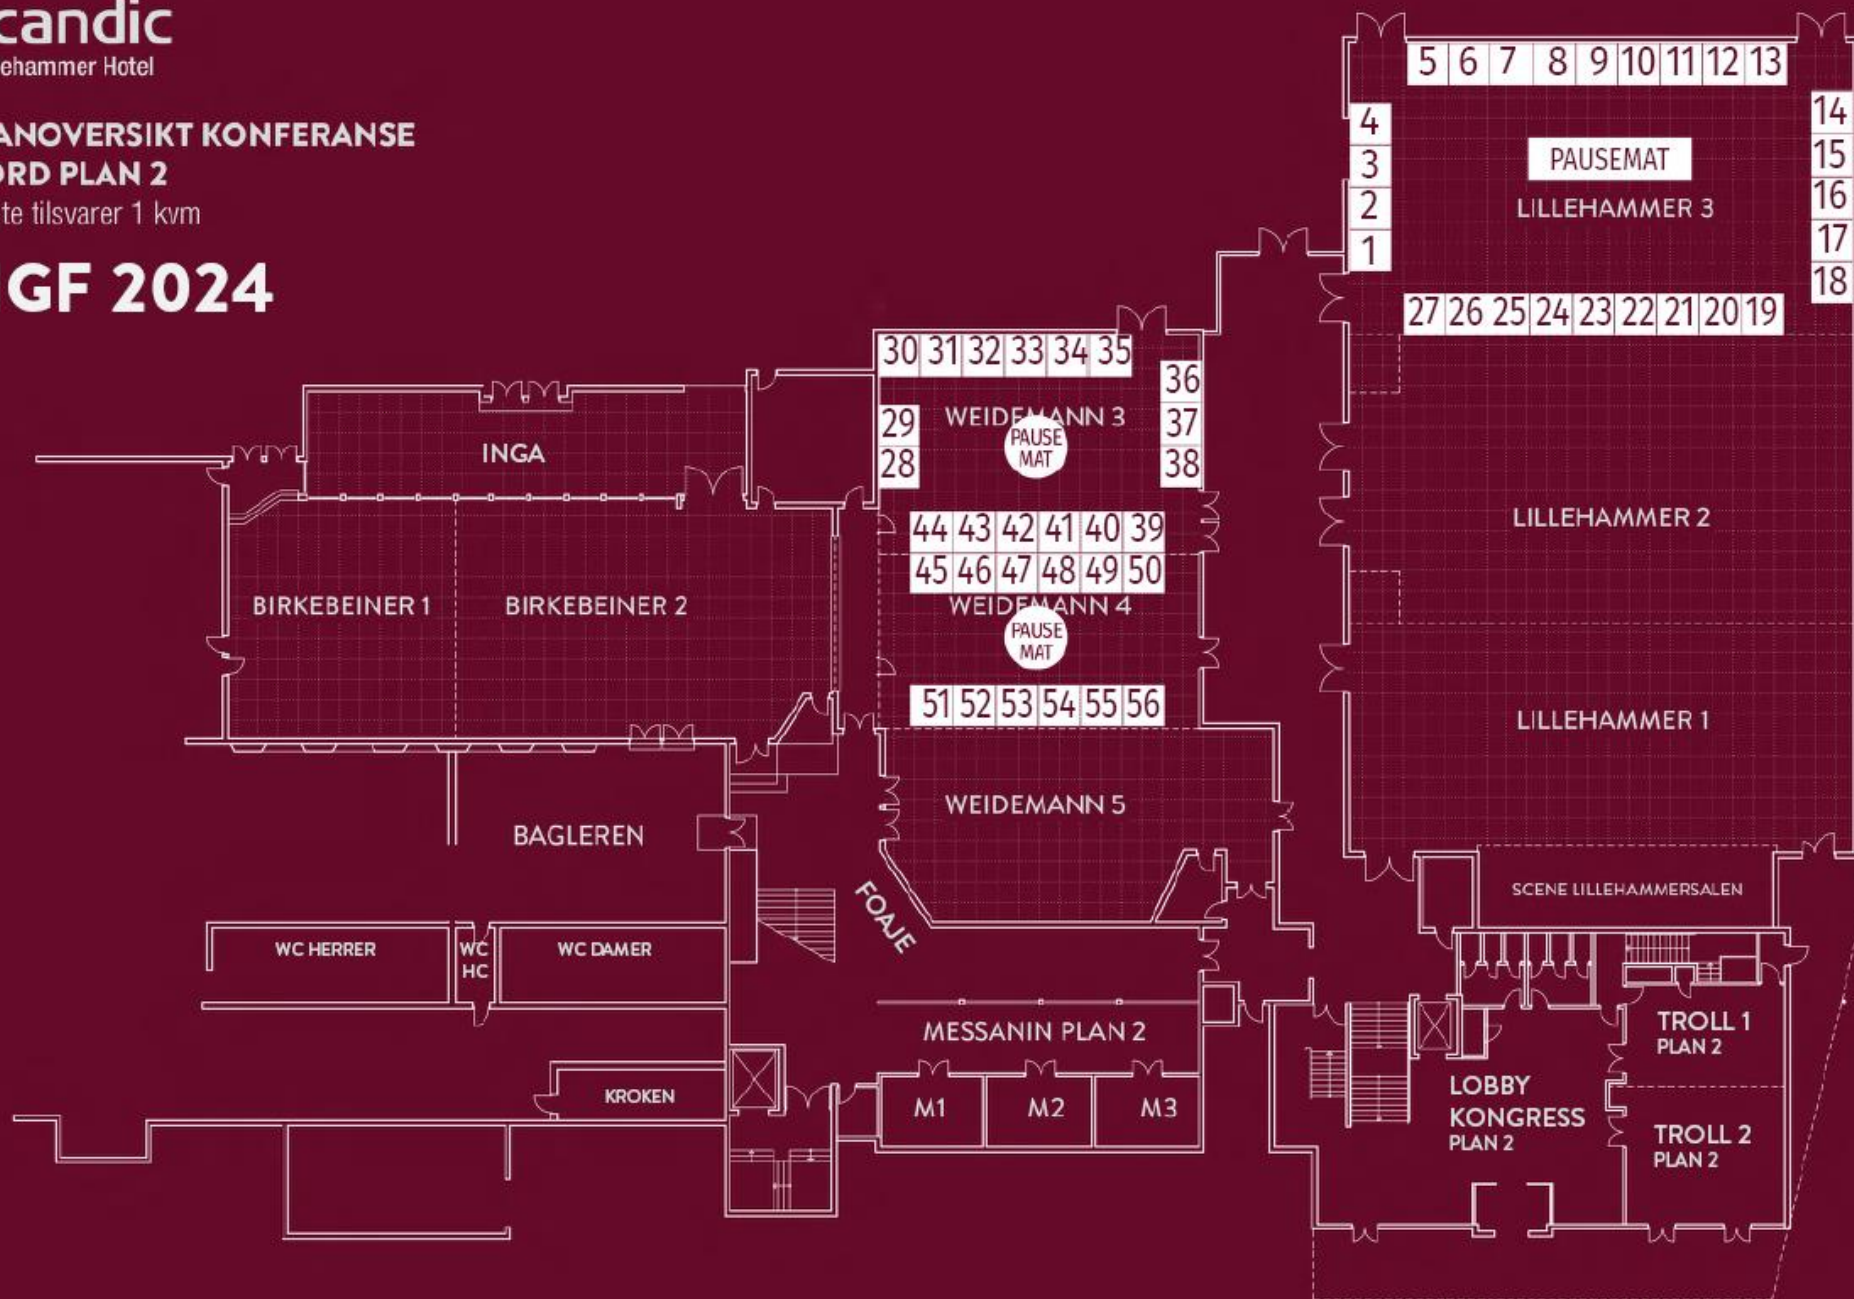 candic
ehammer Hotel
ANOVERSIKT KONFERANSE
ORD PLAN 2
te tilsvarer 1 kvm
GF 2024
5 6 7 8 9 10 11 12 13
4
3
2
1
14
15
16
17
18
PAUSEMAT
LILLEHAMMER 3
27 26 25 24 23 22 21 20 19
30 31 32 33 34 35
36
37
38
29
28
WEIDEMANN 3
PAUSE
MAT
INGA
44 43 42 41 40 39
45 46 47 48 49 50
WEIDEMANN 4
PAUSE
MAT
51 52 53 54 55 56
LILLEHAMMER 2
BIRKEBEINER 1
BIRKEBEINER 2
LILLEHAMMER 1
WEIDEMANN 5
BAGLEREN
FOAJE
SCENE LILLEHAMMERSALEN
WC HERRER
WC
HC
WC DAMER
MESSANIN PLAN 2
M1
M2
M3
KROKEN
TROLL 1
PLAN 2
LOBBY
KONGRESS
PLAN 2
TROLL 2
PLAN 2